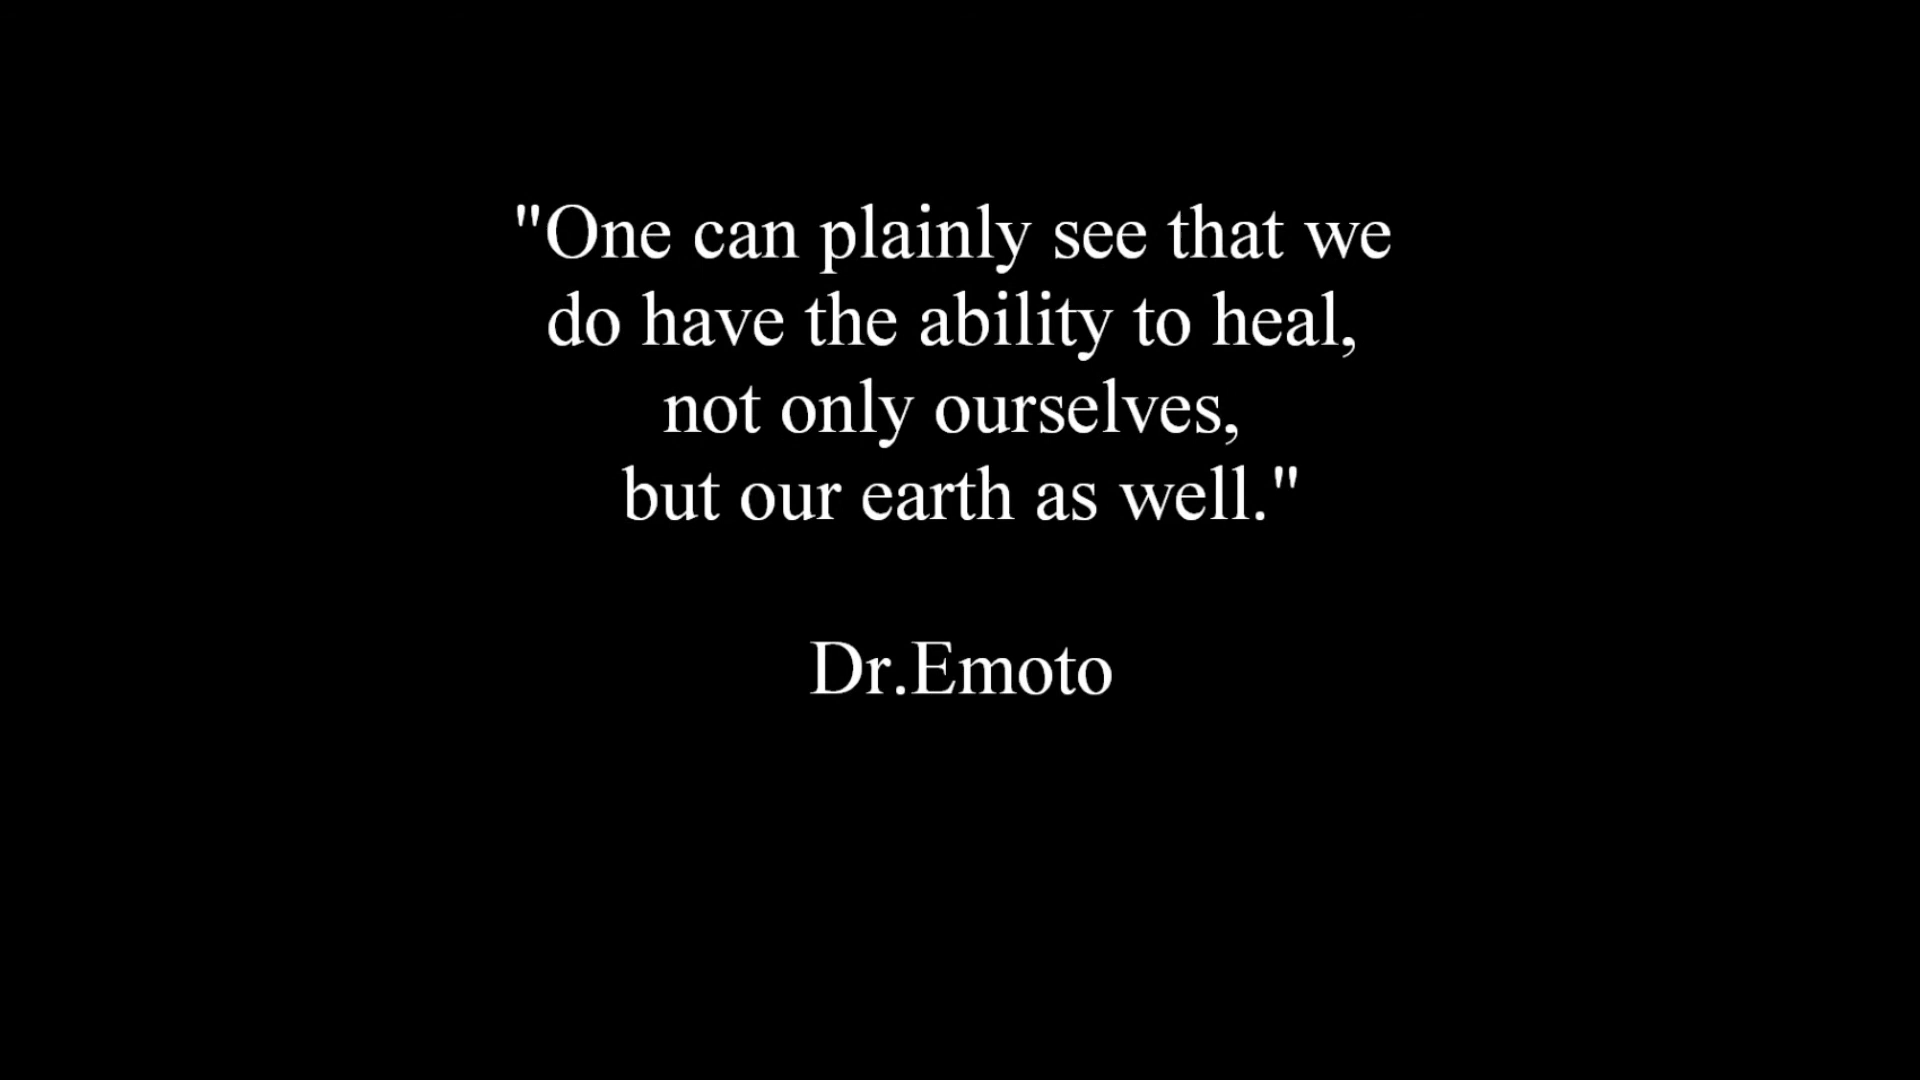 "One can plainly see that we
do have the ability to heal,
not only ourselves,
but our earth as well."
Dr.Emoto